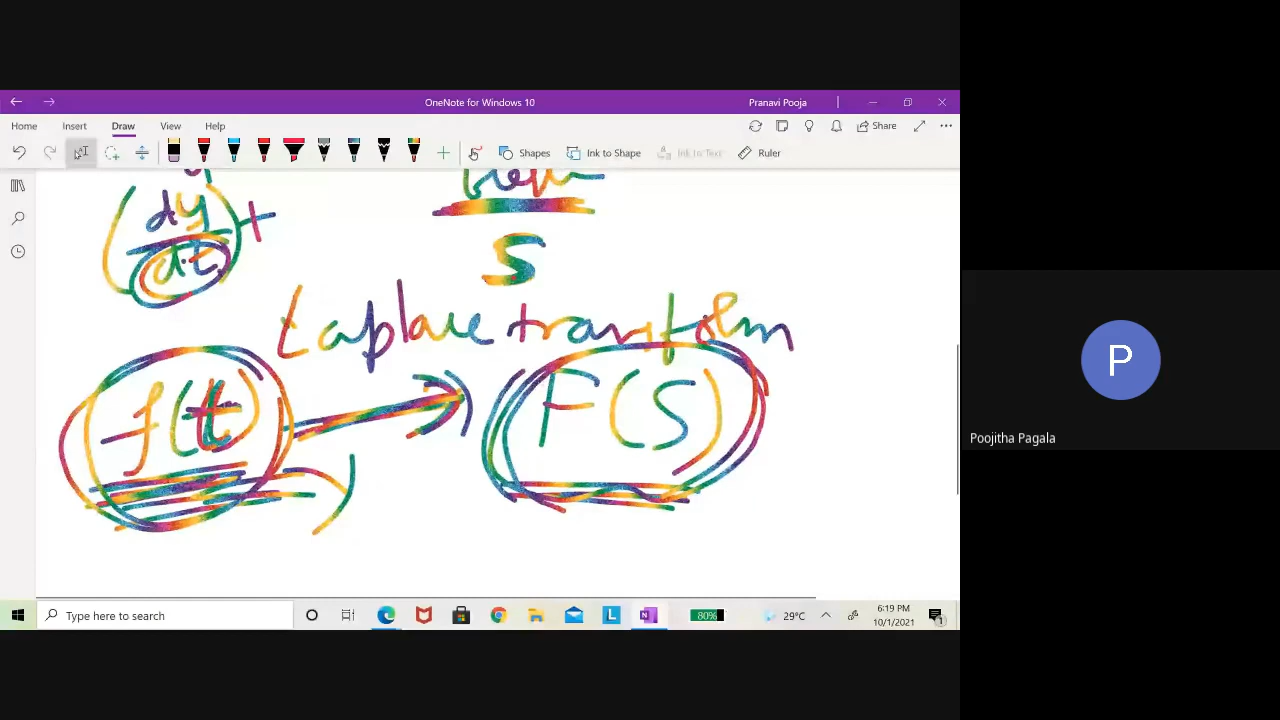 OneNote for Windows 10
Pranavi Pooja
Home Insert Draw View Help
Share
Shapes Ink to Shape Ink to Text Ruler
dy
dt +
S
Laplace transform
f(t) F(S)
P
Poojitha Pagala
Type here to search
L N 80% 29°C 6:19 PM
10/1/2021 1